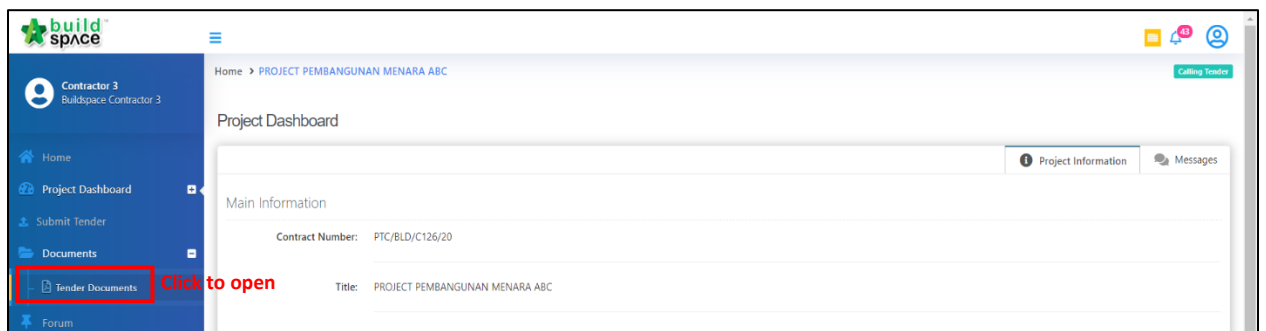 build
space
43
Contractor 3
Buildspace Contractor 3
Home > PROJECT PEMBANGUNAN MENARA ABC
Calling Tender
Project Dashboard
Home
Project Dashboard
Submit Tender
Documents
Tender Documents
Click to open
Forum
Project Information
Messages
Main Information
Contract Number: PTC/BLD/C126/20
Title: PROJECT PEMBANGUNAN MENARA ABC